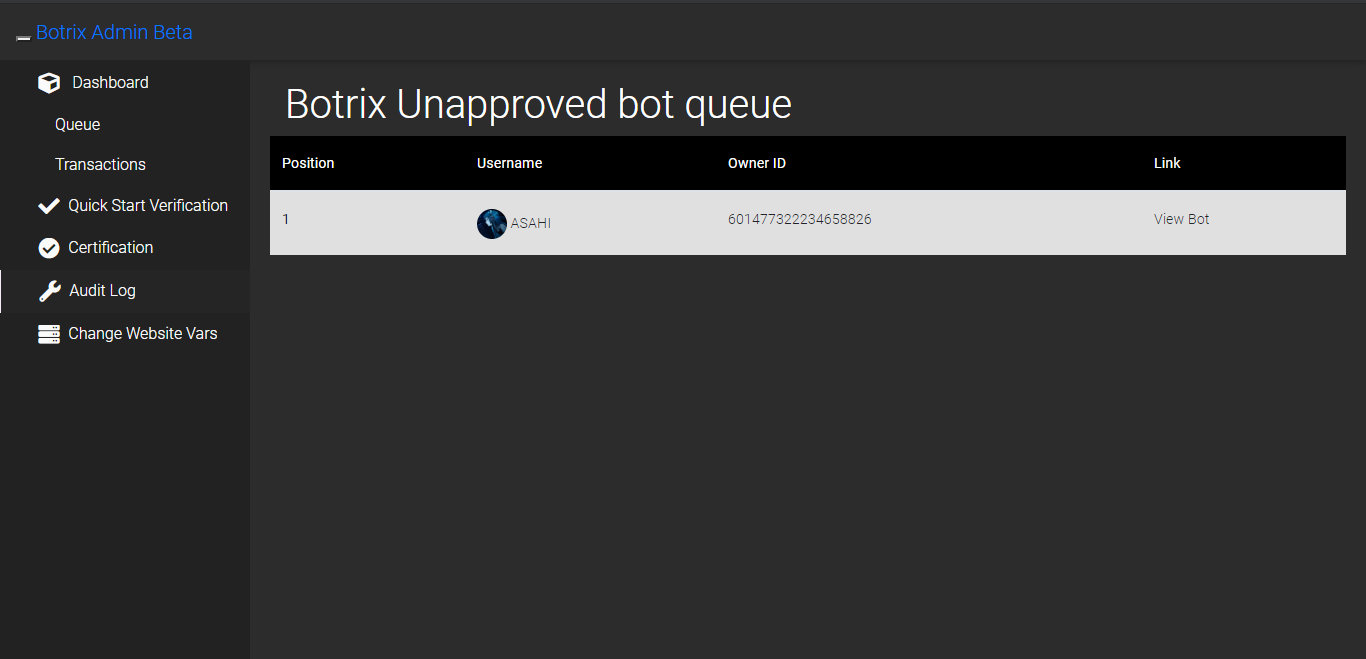 Botrix Admin Beta
Dashboard
Queue
Transactions
Quick Start Verification
Certification
Audit Log
Change Website Vars
Botrix Unapproved bot queue
Position Username Owner ID Link
1 ASAHI 601477322234658826 View Bot